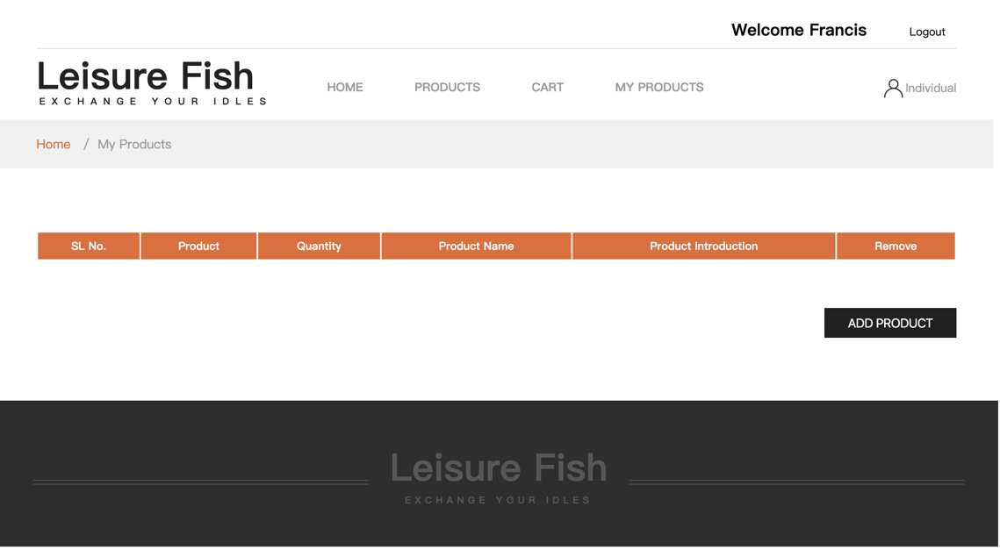 Welcome Francis Logout
Leisure Fish
EXCHANGE YOUR IDLES
HOME PRODUCTS CART MY PRODUCTS Individual
Home / My Products
SL No. Product Quantity Product Name Product Introduction Remove
ADD PRODUCT
Leisure Fish
EXCHANGE YOUR IDLES